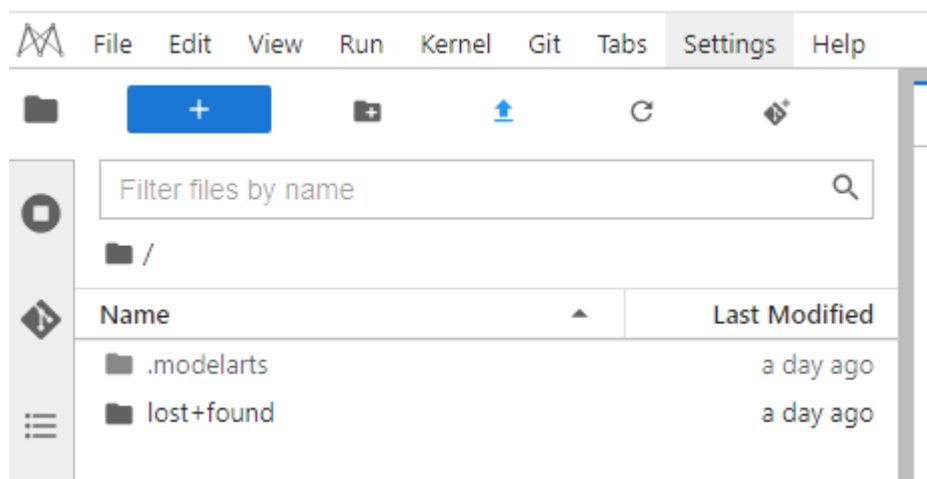 File Edit View Run Kernel Git Tabs Settings Help
+
Filter files by name
/
Name Last Modified
.modelarts a day ago
lost+found a day ago